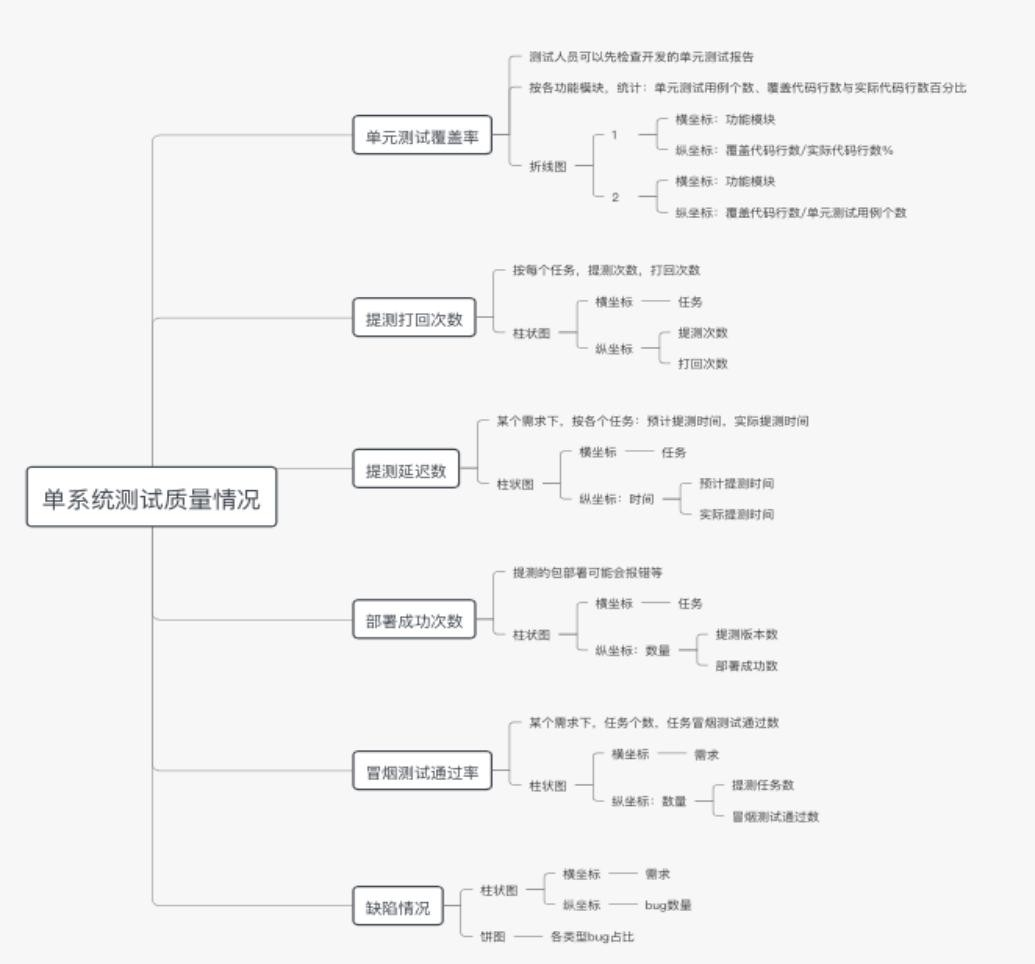 单系统测试质量情况
单元测试覆盖率
测试人员可以先检查开发的单元测试报告
按各功能模块，统计：单元测试用例个数、覆盖代码行数与实际代码行数百分比
折线图
1
横坐标：功能模块
纵坐标：覆盖代码行数/实际代码行数%
2
横坐标：功能模块
纵坐标：覆盖代码行数/单元测试用例个数
提测打回次数
按每个任务，提测次数，打回次数
柱状图
横坐标
任务
纵坐标
提测次数
打回次数
提测延迟数
某个需求下，按各个任务：预计提测时间，实际提测时间
柱状图
横坐标
任务
纵坐标：时间
预计提测时间
实际提测时间
部署成功次数
提测的包部署可能会报错等
柱状图
横坐标
任务
纵坐标：数量
提测版本数
部署成功数
冒烟测试通过率
某个需求下，任务个数，任务冒烟测试通过数
柱状图
横坐标
需求
纵坐标：数量
提测任务数
冒烟测试通过数
缺陷情况
柱状图
横坐标
需求
纵坐标
bug数量
饼图
各类型bug占比